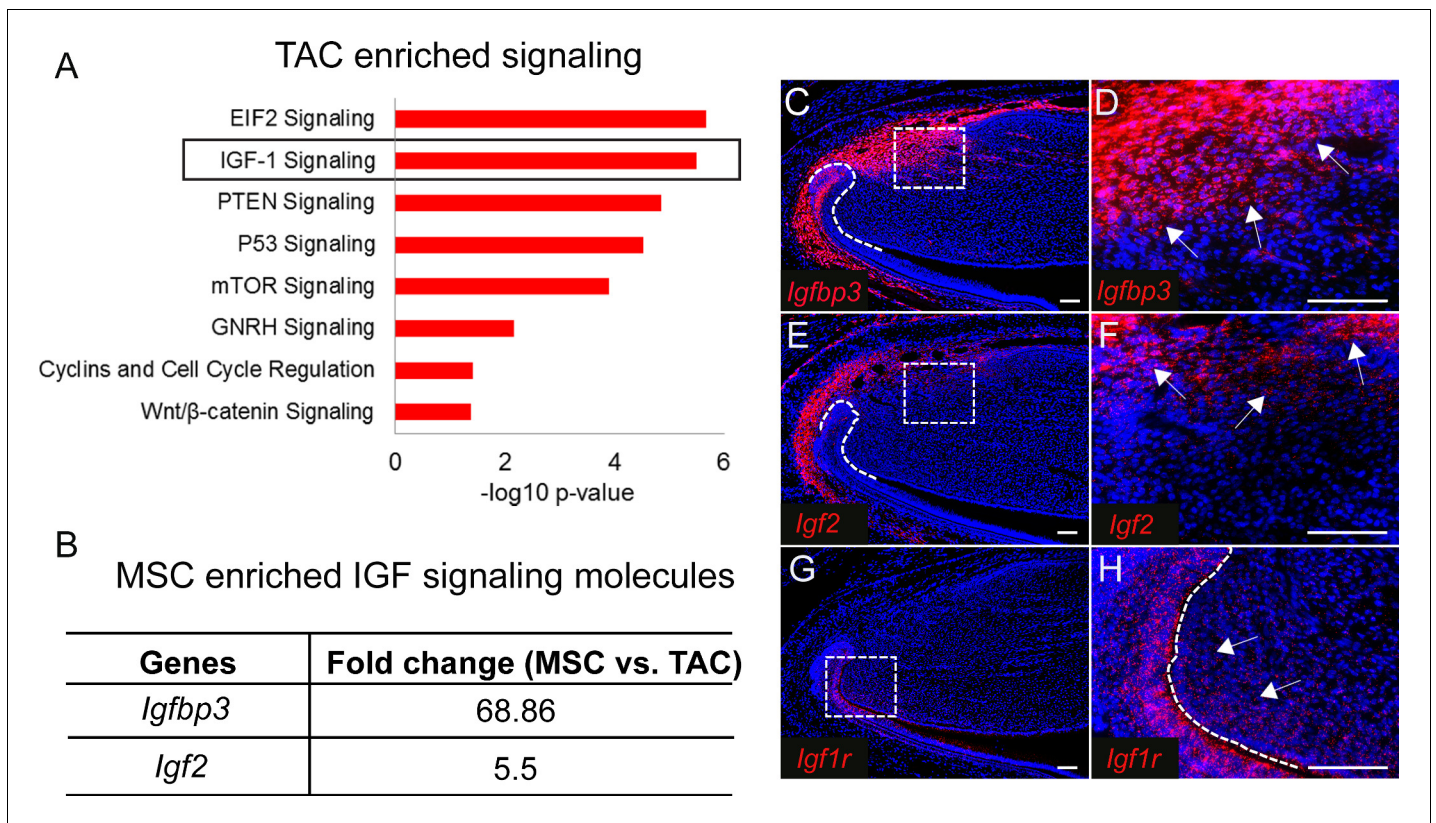 A
TAC enriched signaling
EIF2 Signaling
IGF-1 Signaling
PTEN Signaling
P53 Signaling
mTOR Signaling
GNRH Signaling
Cyclins and Cell Cycle Regulation
Wnt/β-catenin Signaling
0 2 4 6
-log10 p-value
B
MSC enriched IGF signaling molecules
Genes Fold change (MSC vs. TAC)
Igfbp3 68.86
Igf2 5.5
C
Igfbp3
D
Igfbp3
E
Igf2
F
Igf2
G
Igf1r
H
Igf1r